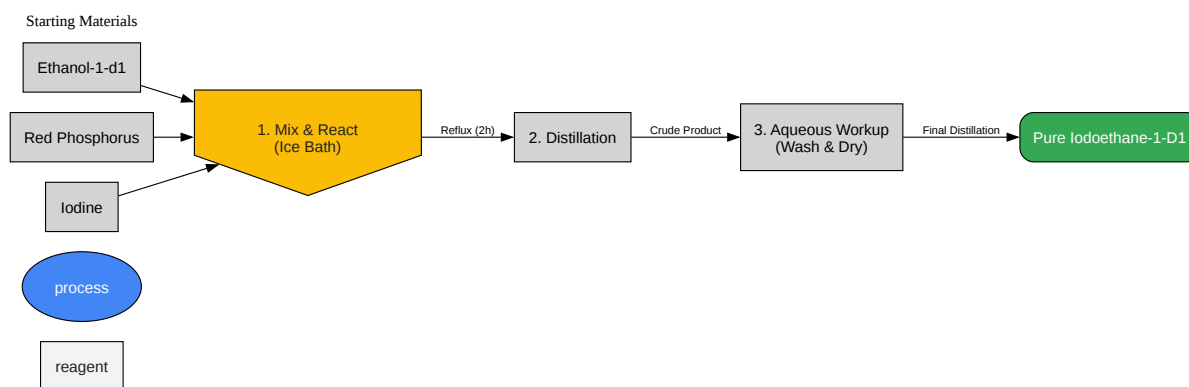 Starting Materials
Ethanol-1-d1
Red Phosphorus
Iodine
process
reagent
1. Mix & React
(Ice Bath)
Reflux (2h)
2. Distillation
Crude Product
3. Aqueous Workup
(Wash & Dry)
Final Distillation
Pure Iodoethane-1-D1